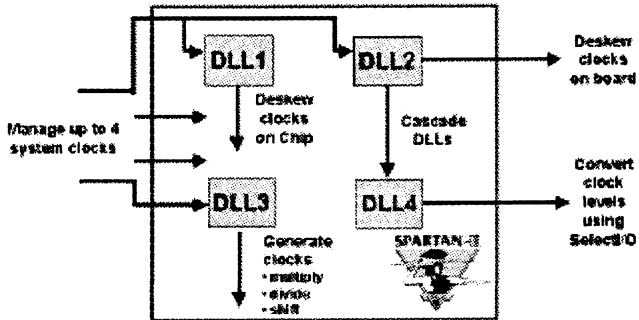 DLL1
DLL2
Deskew
clocks
on board
Deskew
clocks
on Chip
Manage up to 4
system clocks
Cascade
DLLs
DLL3
DLL4
Convert
clock
levels
using
SelectI/O
Generate
clocks
• multiply
• divide
• shift
SPARTAN-II